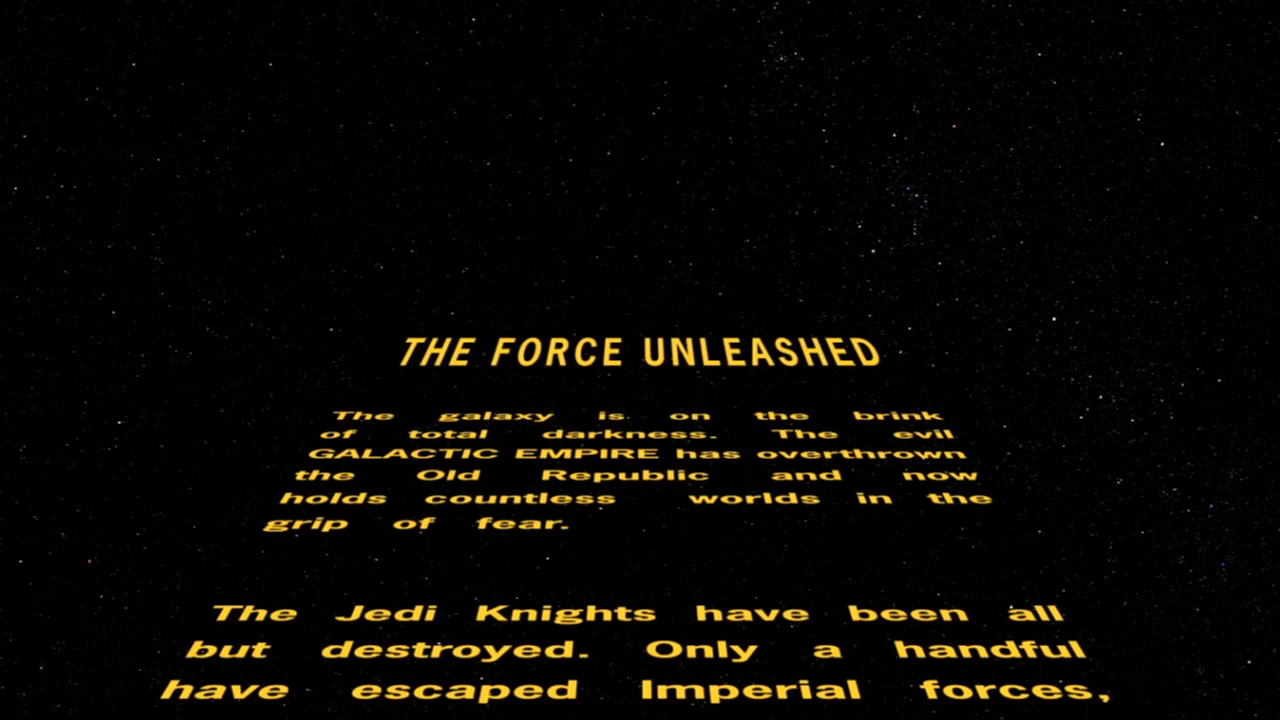 THE FORCE UNLEASHED
The galaxy is on the brink
of total darkness. The evil
GALACTIC EMPIRE has overthrown
the Old Republic and now
holds countless worlds in the
grip of fear.
The Jedi Knights have been all
but destroyed. Only a handful
have escaped Imperial forces,